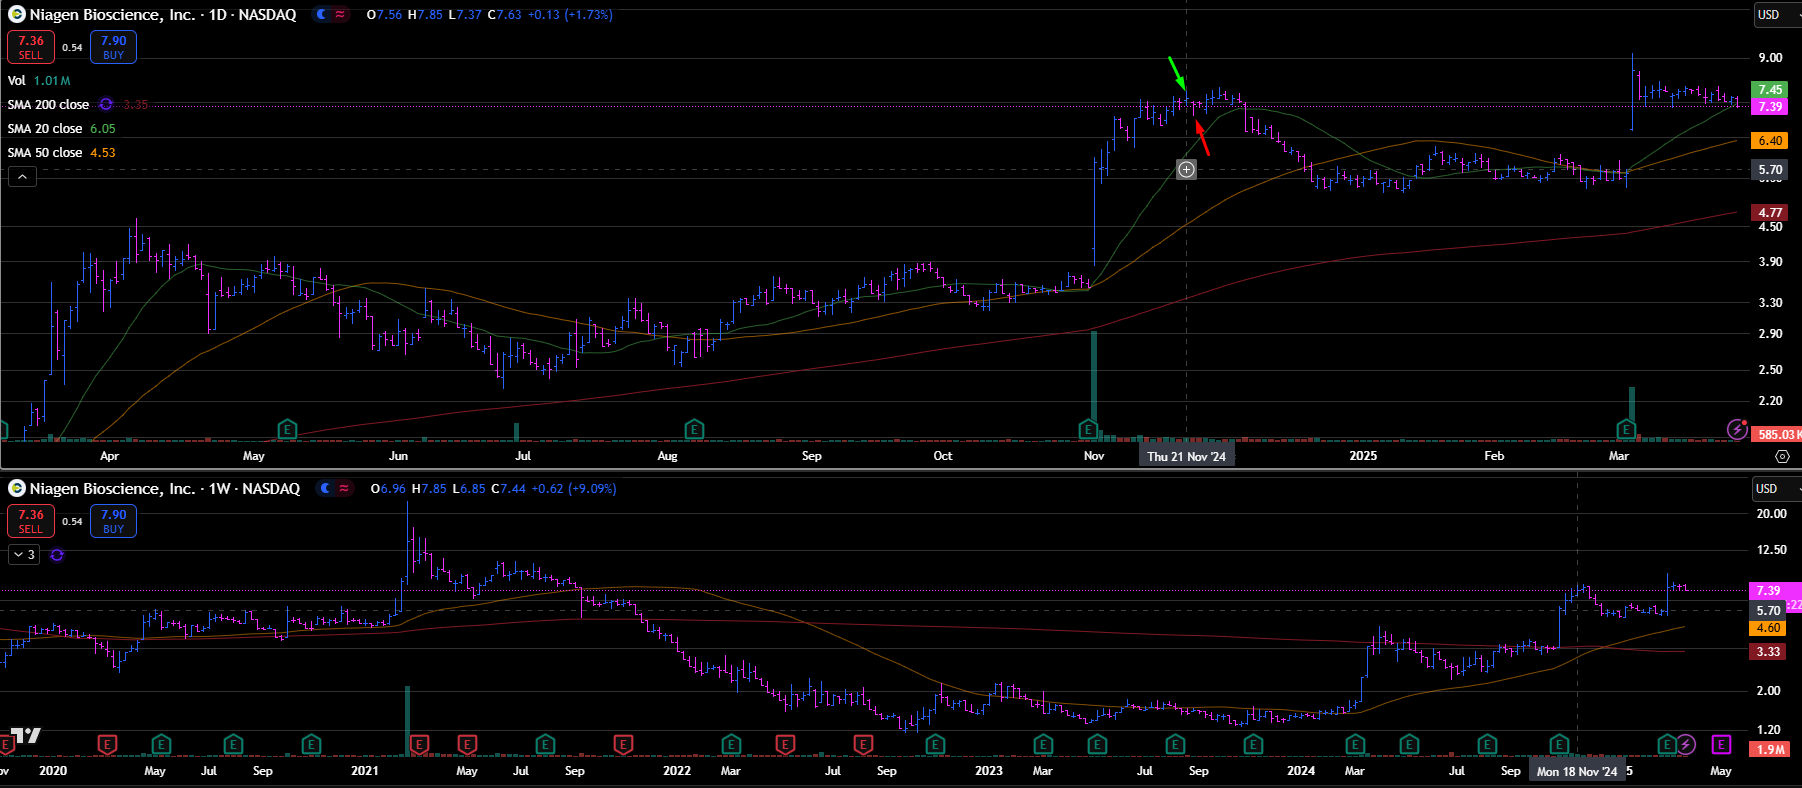 Niagen Bioscience, Inc. · 1D · NASDAQ O7.56 H7.85 L7.37 C7.63 +0.13 (+1.73%)
USD
7.36 SELL 0.54 7.90 BUY
Vol 1.01M
SMA 200 close 3.35
SMA 20 close 6.05
SMA 50 close 4.53
9.00
7.45
7.39
6.40
5.70
4.77
4.50
3.90
3.30
2.90
2.50
2.20
585.03K
E E E E E
Apr May Jun Jul Aug Sep Oct Nov Thu 21 Nov '24 2025 Feb Mar
Niagen Bioscience, Inc. · 1W · NASDAQ O6.96 H7.85 L6.85 C7.44 +0.62 (+9.09%)
USD
7.36 SELL 0.54 7.90 BUY
3
20.00
12.50
7.39
:22
5.70
4.60
3.33
2.00
1.20
1.9M
E E E E E E E E E E E E E E E E E E E E E E E
2020 May Jul Sep 2021 May Jul Sep 2022 Mar Jul Sep 2023 Mar Jul Sep 2024 Mar Jul Sep Mon 18 Nov '24 5 May